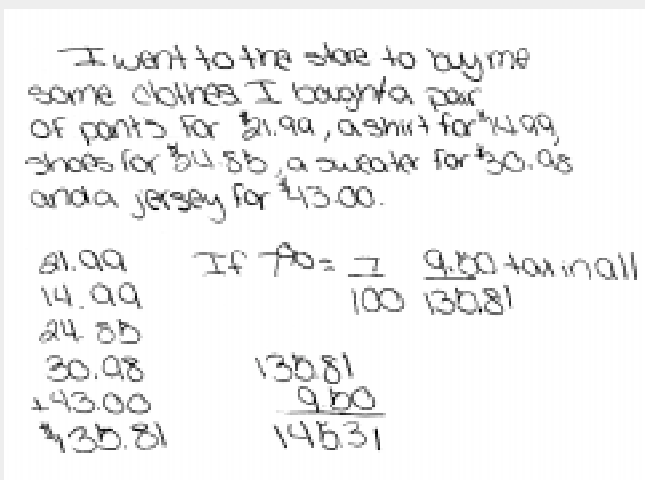 I went to the store to buy me
some clothes I bought a pair
of pants for $21.99, a shirt for $14.99,
shoes for $24.85, a sweater for $30.98
and a jersey for $43.00.
21.99
14.99
24.85
30.98
+43.00
$135.81
If 7% = 7 9.50 tax in all
100 135.81
135.81
9.50
145.31